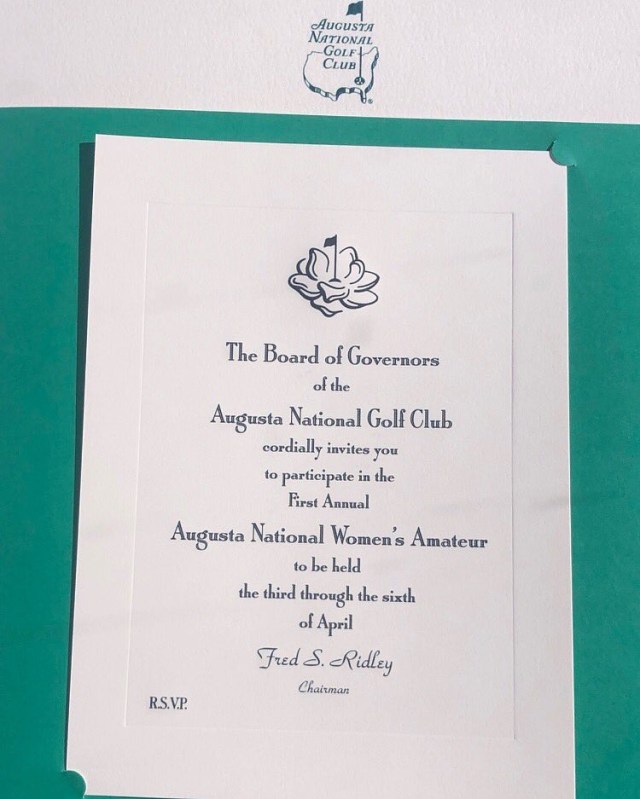 AUGUSTA
NATIONAL
GOLF
CLUB
The Board of Governors
of the
Augusta National Golf Club
cordially invites you
to participate in the
First Annual
Augusta National Women's Amateur
to be held
the third through the sixth
of April
Fred S. Ridley
Chairman
R.S.V.P.